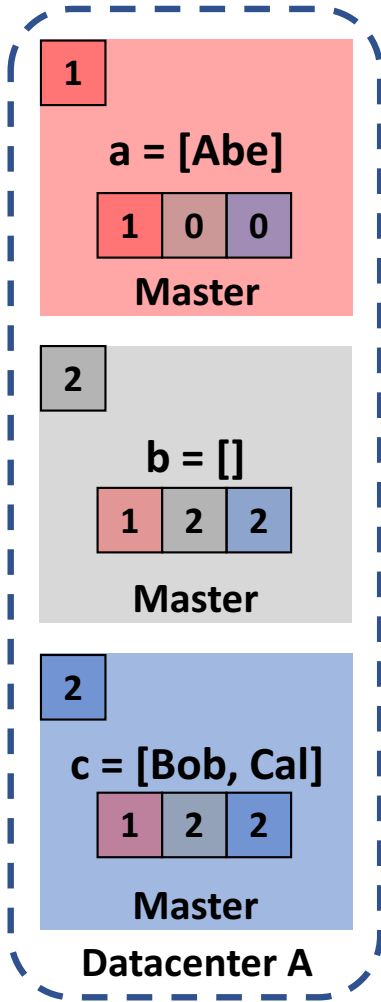 1
a = [Abe]
1 0 0
Master
2
b = []
1 2 2
Master
2
c = [Bob, Cal]
1 2 2
Master
Datacenter A